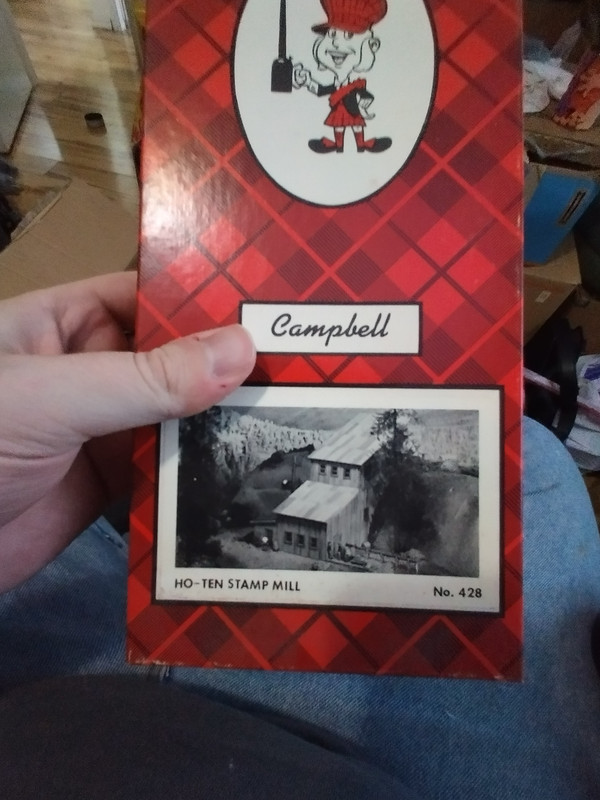 Campbell
HO-TEN STAMP MILL
No. 428